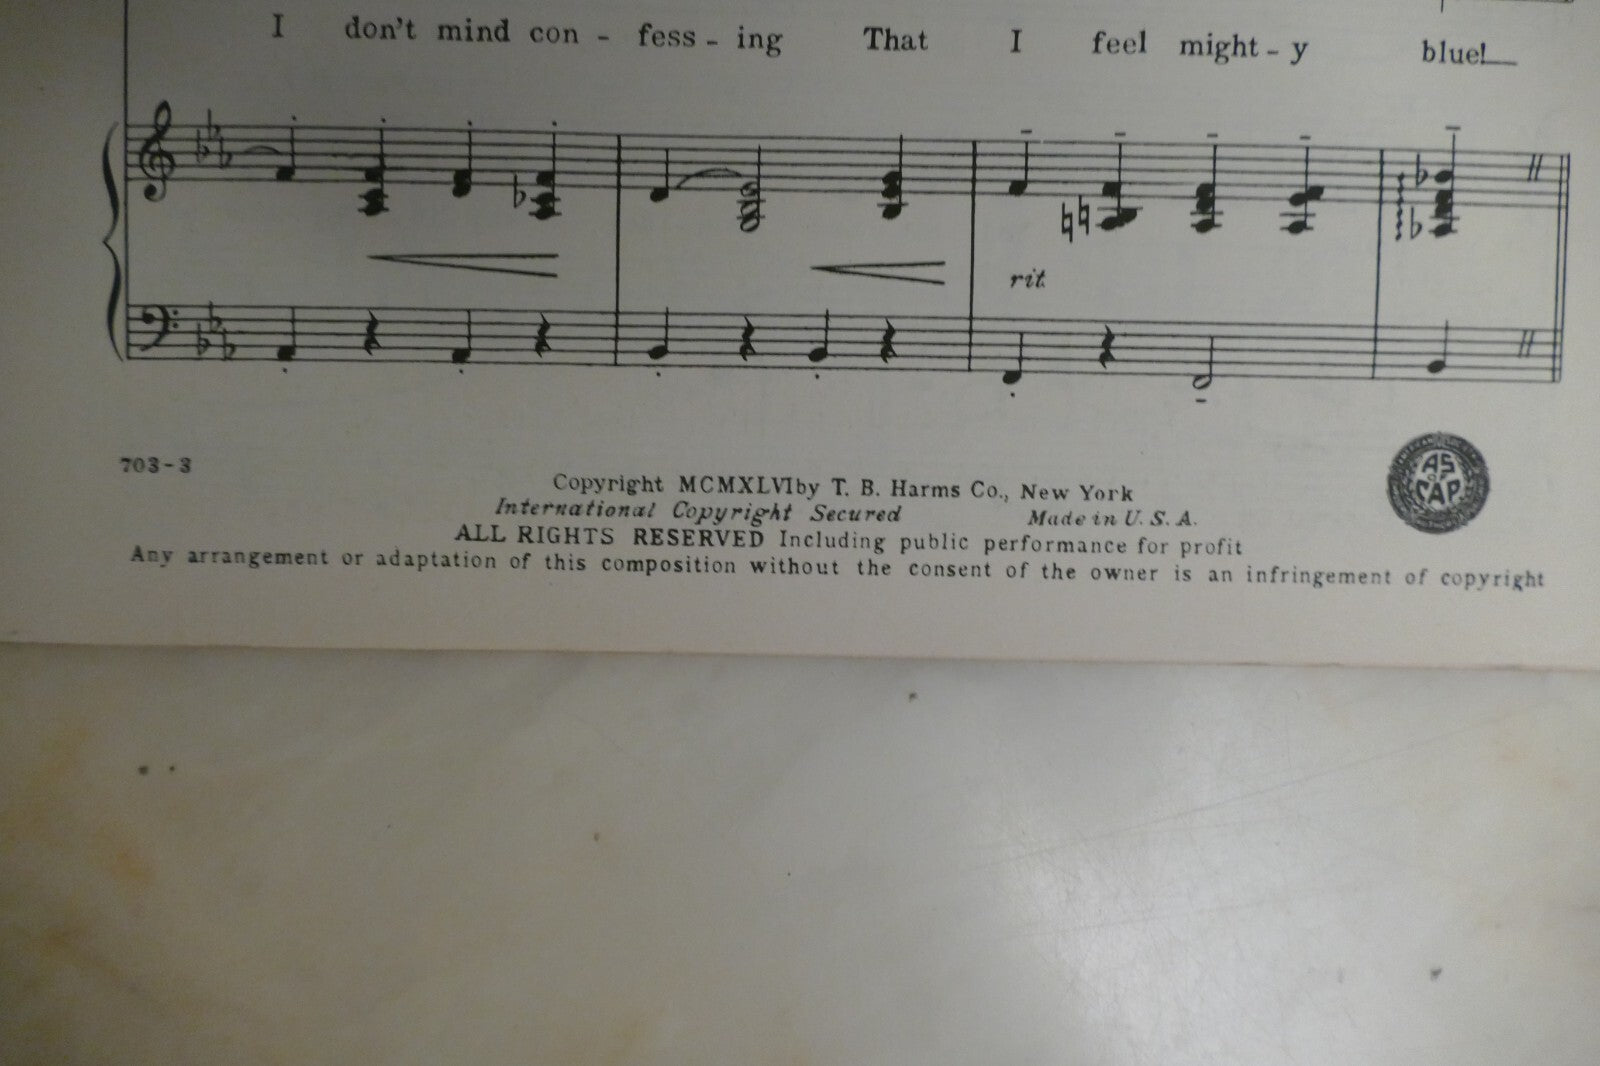 I don't mind con - fess - ing That I feel might - y blue!
rit.
703-3
Copyright MCMXLVI by T. B. Harms Co., New York
International Copyright Secured Made in U. S. A.
ALL RIGHTS RESERVED Including public performance for profit
Any arrangement or adaptation of this composition without the consent of the owner is an infringement of copyright
AS
CAP